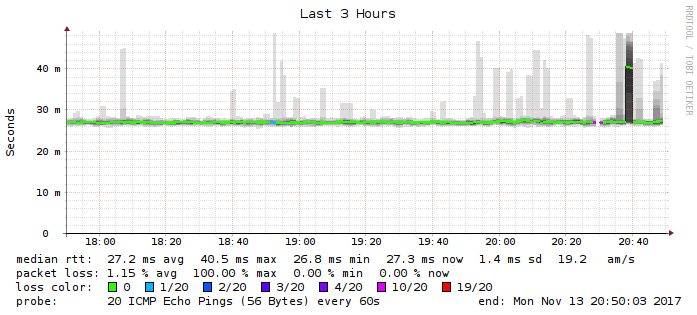 Last 3 Hours
RRDTOOL / TOBI OETIKER
Seconds
40 m
30 m
20 m
10 m
0
18:00 18:20 18:40 19:00 19:20 19:40 20:00 20:20 20:40
median rtt: 27.2 ms avg 40.5 ms max 26.8 ms min 27.3 ms now 1.4 ms sd 19.2 am/s
packet loss: 1.15 % avg 100.00 % max 0.00 % min 0.00 % now
loss color: 0 1/20 2/20 3/20 4/20 10/20 19/20
probe: 20 ICMP Echo Pings (56 Bytes) every 60s end: Mon Nov 13 20:50:03 2017